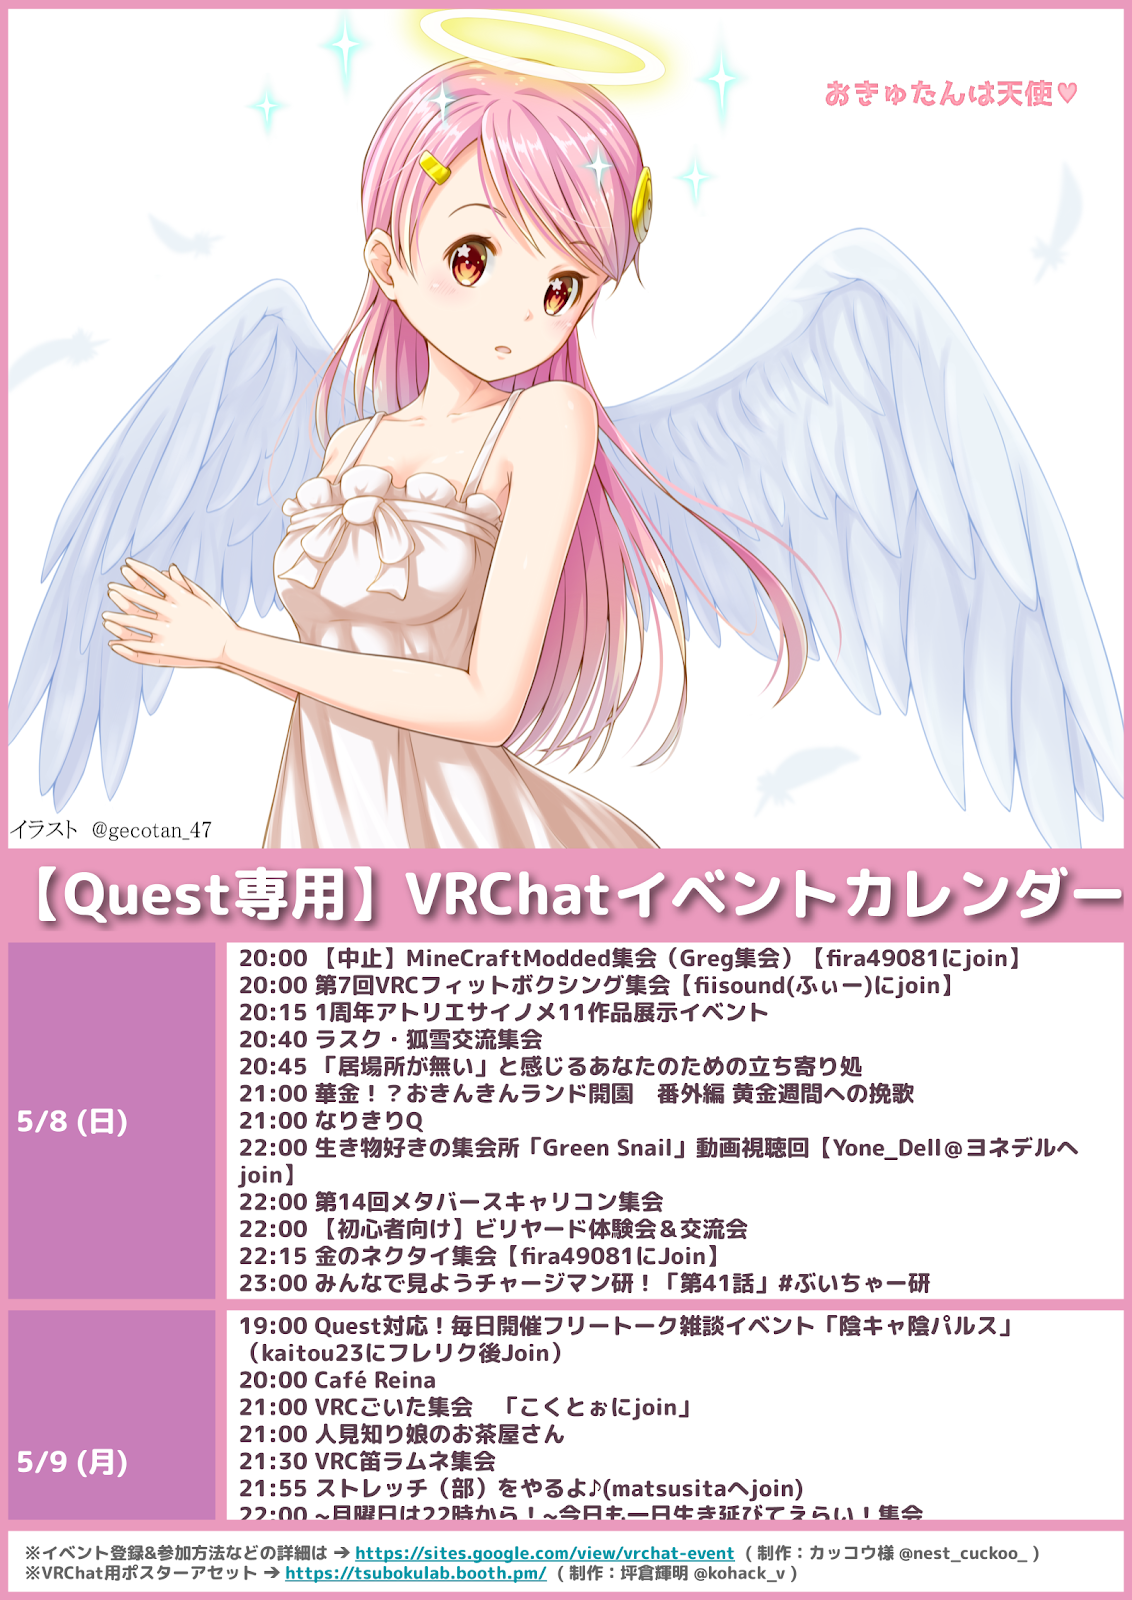 おきゅたんは天使♥
イラスト @gecotan_47
【Quest専用】VRChatイベントカレンダー
5/8 (日)
20:00 【中止】MineCraftModded集会（Greg集会）【fira49081にjoin】
20:00 第7回VRCフィットボクシング集会【fiisound(ふぃー)にjoin】
20:15 1周年アトリエサイノメ11作品展示イベント
20:40 ラスク・狐雪交流集会
20:45 「居場所が無い」と感じるあなたのための立ち寄り処
21:00 華金！？おきんきんランド開園　番外編 黄金週間への挽歌
21:00 なりきりQ
22:00 生き物好きの集会所「Green Snail」動画視聴回【Yone_Dell＠ヨネデルへ
join】
22:00 第14回メタバースキャリコン集会
22:00 【初心者向け】ビリヤード体験会＆交流会
22:15 金のネクタイ集会【fira49081にJoin】
23:00 みんなで見ようチャージマン研！「第41話」#ぶいちゃー研
5/9 (月)
19:00 Quest対応！毎日開催フリートーク雑談イベント「陰キャ陰パルス」
（kaitou23にフレリク後Join）
20:00 Café Reina
21:00 VRCごいた集会　「こくとぉにjoin」
21:00 人見知り娘のお茶屋さん
21:30 VRC笛ラムネ集会
21:55 ストレッチ（部）をやるよ♪(matsusitaへjoin)
22:00 ~月曜日は22時から！~今日も一日生き延びてえらい！集会
※イベント登録&参加方法などの詳細は ➔ https://sites.google.com/view/vrchat-event ( 制作：カッコウ様 @nest_cuckoo_ )
※VRChat用ポスターアセット ➔ https://tsubokulab.booth.pm/ ( 制作：坪倉輝明 @kohack_v )